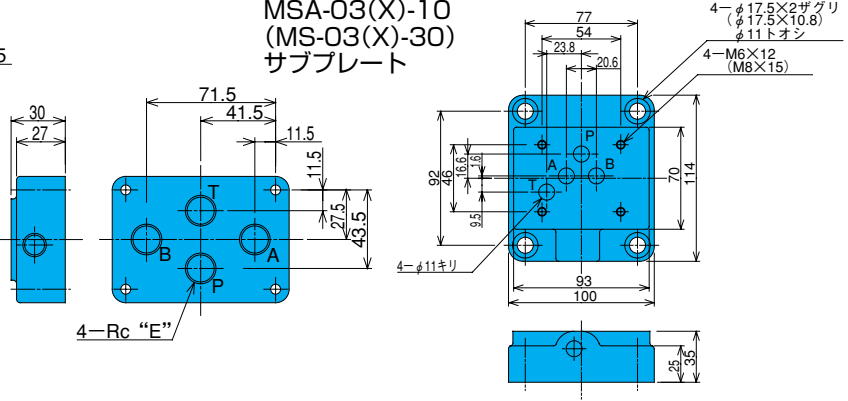 MSA-03(X)-10
(MS-03(X)-30)
サブプレート
5
30
27
71.5
41.5
11.5
11.5
27.5
43.5
T
B
A
P
4−Rc “E”
77
54
23.8
20.6
4−φ17.5×2ザグリ
(φ17.5×10.8)
φ11トオシ
4−M6×12
(M8×15)
92
46
16.6
1.6
9.5
P
A
B
T
70
114
4−φ11キリ
93
100
25
35